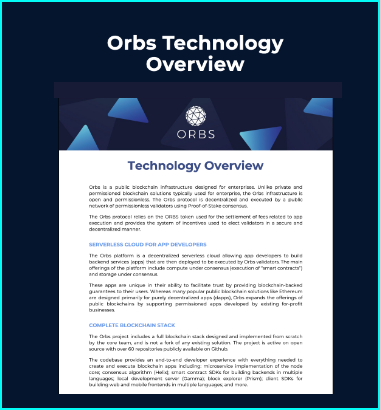 Orbs Technology
Overview
ORBS
Technology Overview
Orbs is a public blockchain infrastructure designed for enterprises. Unlike private and
permissioned blockchain solutions typically used for enterprise, the Orbs infrastructure is
open and permissionless. The Orbs protocol is decentralized and executed by a public
network of permissionless validators using Proof-of-Stake consensus.
The Orbs protocol relies on the ORBS token used for the settlement of fees related to app
execution and provides the system of incentives used to elect validators in a secure and
decentralized manner.
SERVERLESS CLOUD FOR APP DEVELOPERS
The Orbs platform is a decentralized serverless cloud allowing app developers to build
backend services (apps) that are then deployed to be executed by Orbs validators. The main
offerings of the platform include compute under consensus (execution of "smart contracts")
and storage under consensus.
These apps are unique in their ability to facilitate trust by providing blockchain-backed
guarantees to their users. Whereas many popular public blockchain solutions like Ethereum
are designed primarily for purely decentralized apps (dapps), Orbs expands the offerings of
public blockchains by supporting permissioned apps developed by for-profit
businesses.
COMPLETE BLOCKCHAIN STACK
The Orbs project includes a full blockchain stack designed and implemented from scratch
by the core team, and is not a fork of any existing solution. The project is active on open
source with over 60 repositories publicly available on Github.
The codebase provides an end-to-end developer experience with everything needed to
create and execute blockchain apps including: microservice implementation of the node
core; consensus algorithm (Helix); smart contract SDKs for building backends in multiple
languages; local development server (Gamma); block explorer (Prism); client SDKs for
building web and mobile frontends in multiple languages, and more.